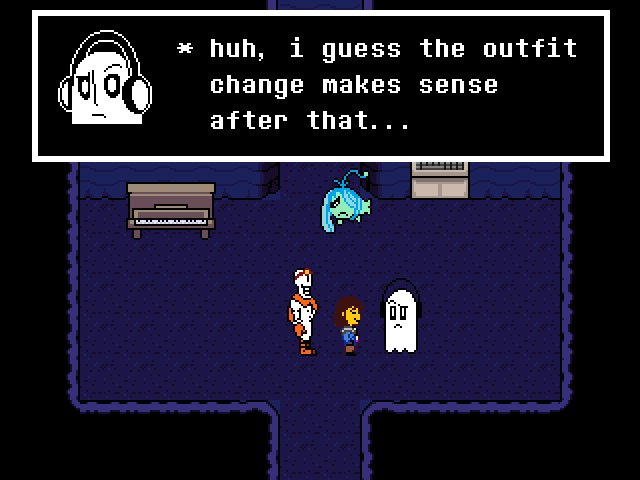 * huh, i guess the outfit
change makes sense
after that...